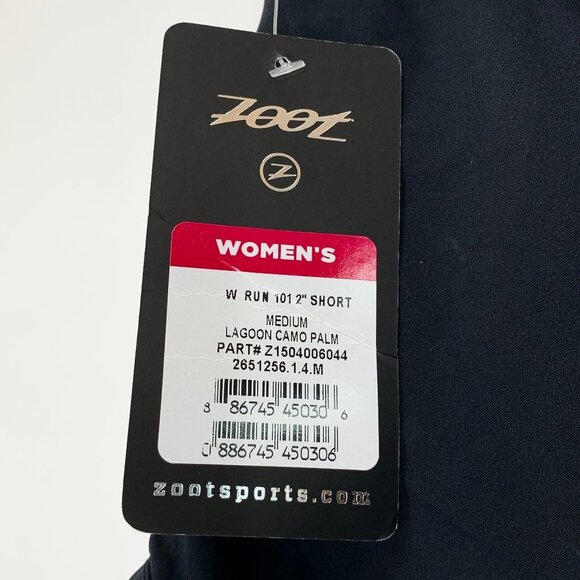 ZOOT
Z
WOMEN'S
W RUN 101 2" SHORT
MEDIUM
LAGOON CAMO PALM
PART# Z1504006044
2651256.1.4.M
8 86745 45030 6
0 886745 450306
zootsports.com